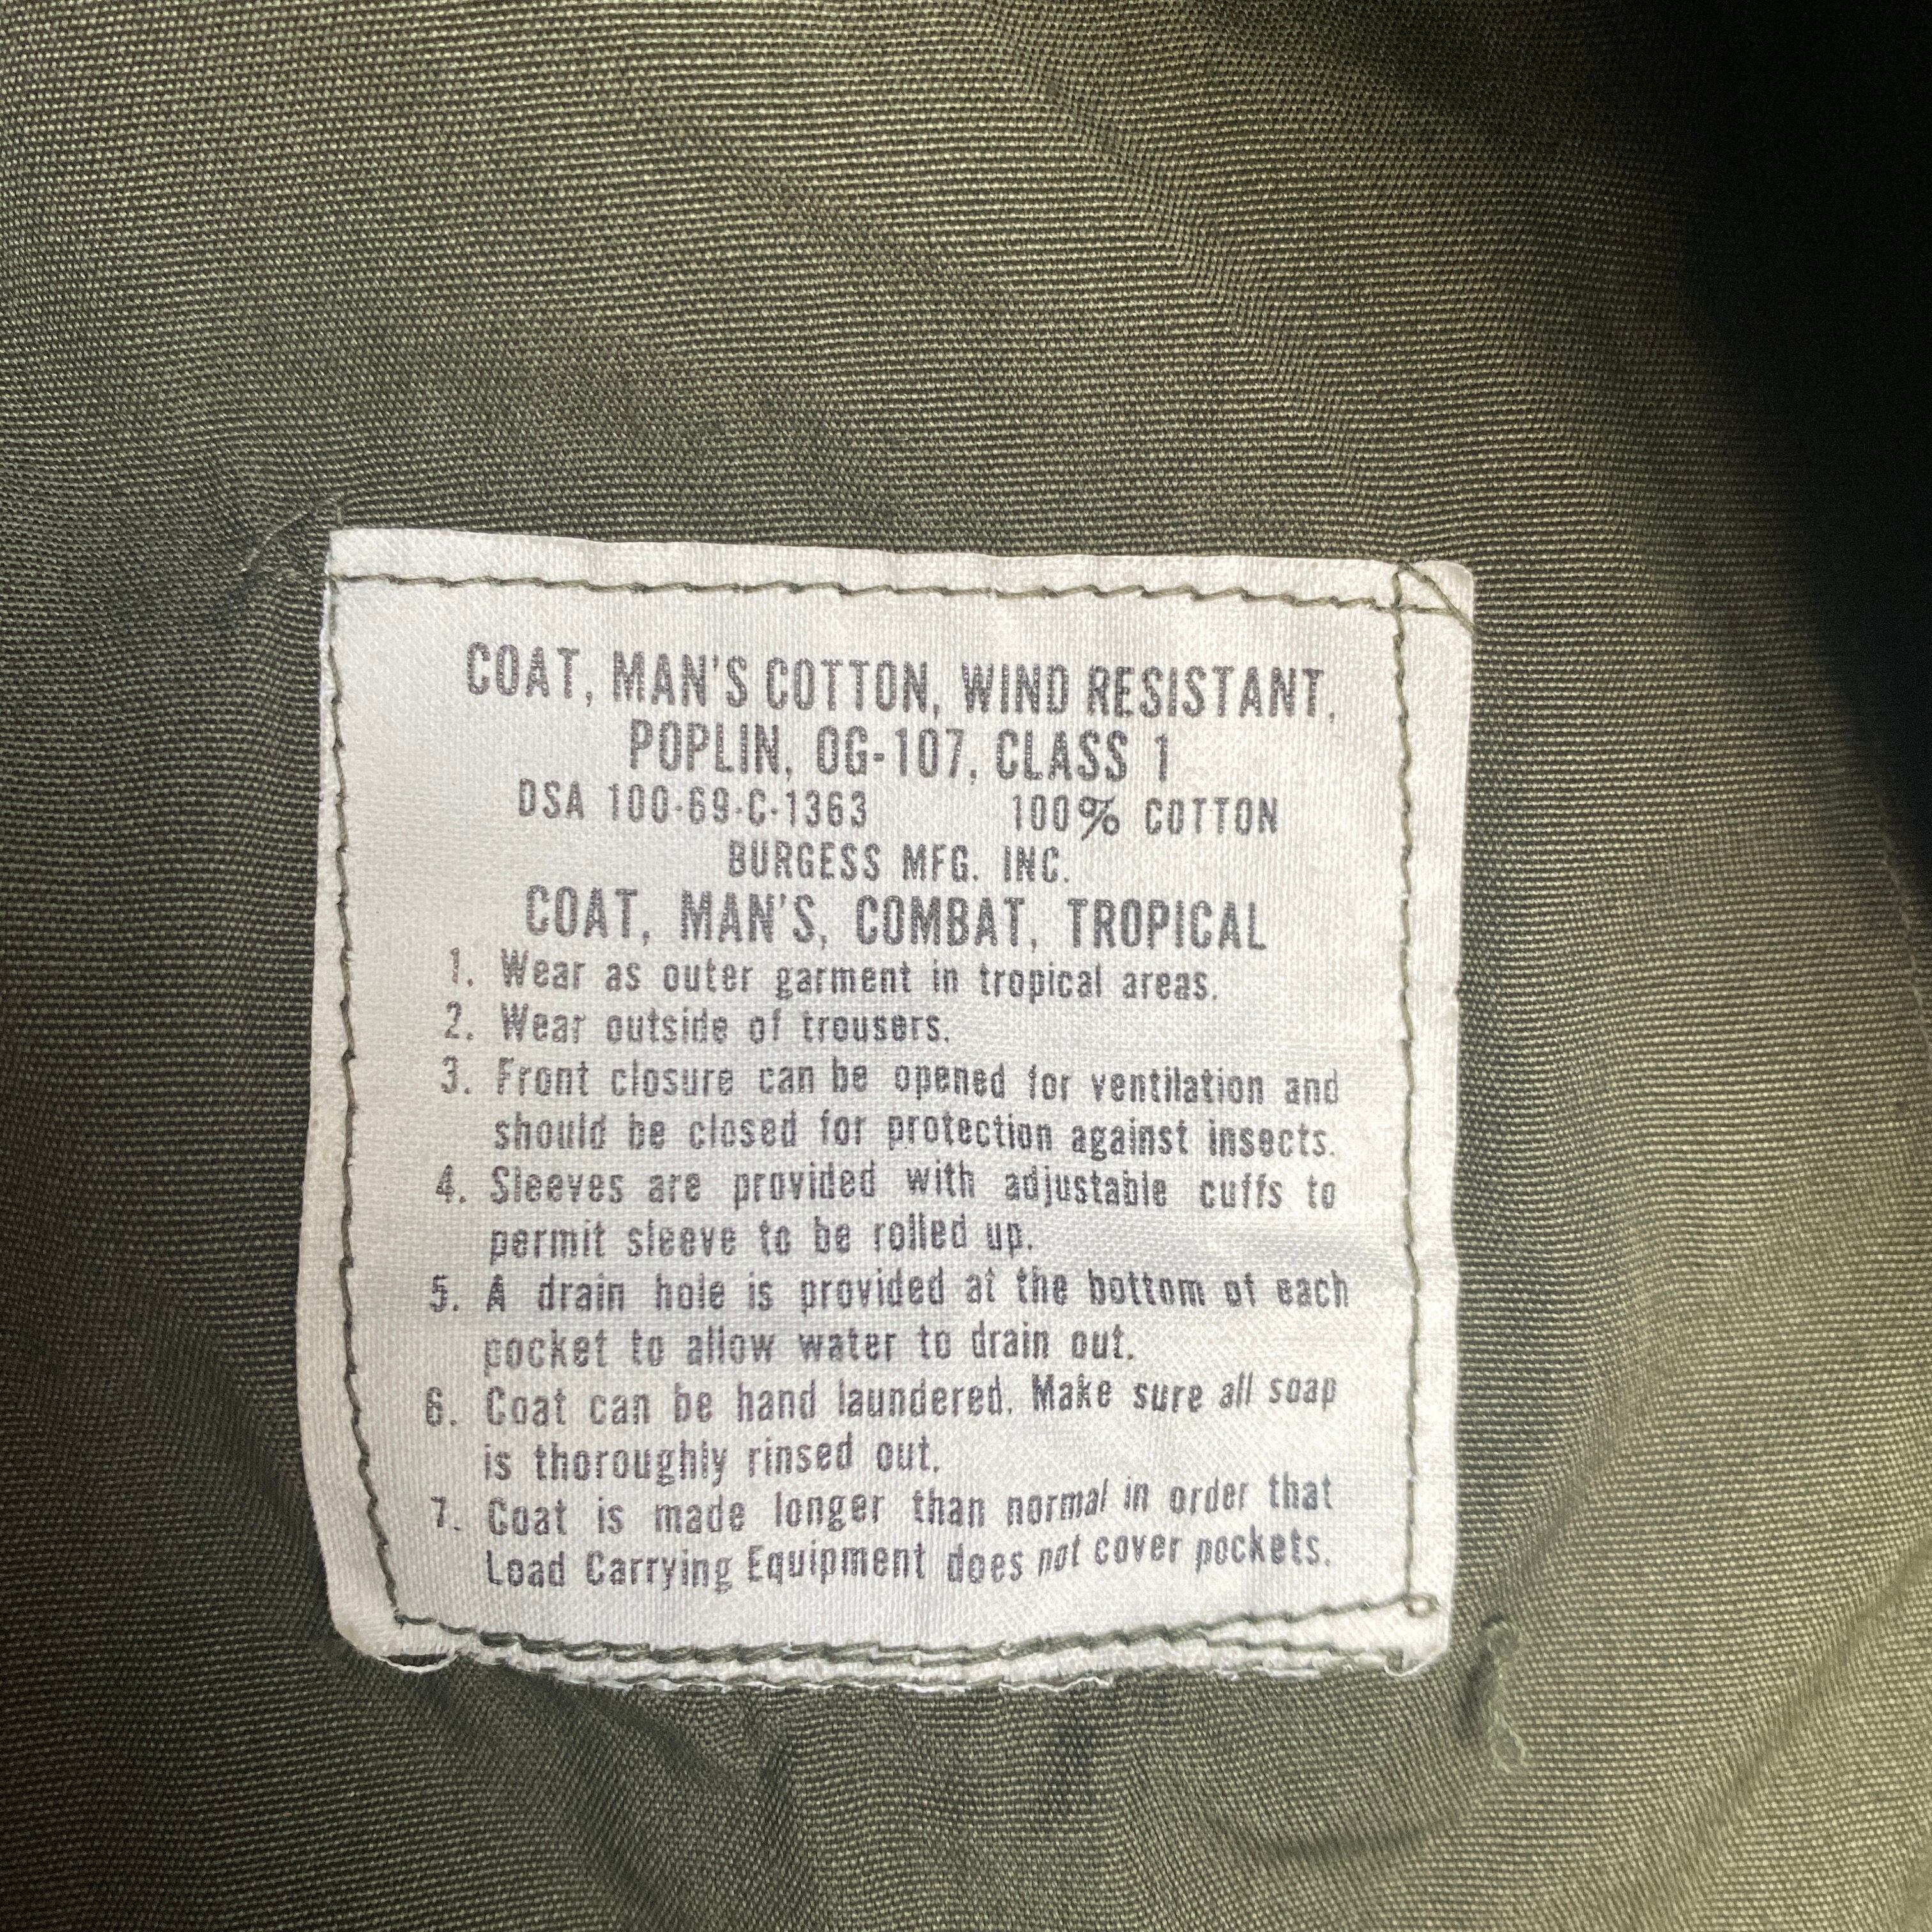 COAT, MAN'S COTTON, WIND RESISTANT,
POPLIN, OG-107, CLASS 1
DSA 100-69-C-1363 100% COTTON
BURGESS MFG. INC.
COAT, MAN'S, COMBAT, TROPICAL
1. Wear as outer garment in tropical areas.
2. Wear outside of trousers.
3. Front closure can be opened for ventilation and
should be closed for protection against insects.
4. Sleeves are provided with adjustable cuffs to
permit sleeve to be rolled up.
5. A drain hole is provided at the bottom of each
pocket to allow water to drain out.
6. Coat can be hand laundered. Make sure all soap
is thoroughly rinsed out.
7. Coat is made longer than normal in order that
Load Carrying Equipment does not cover pockets.